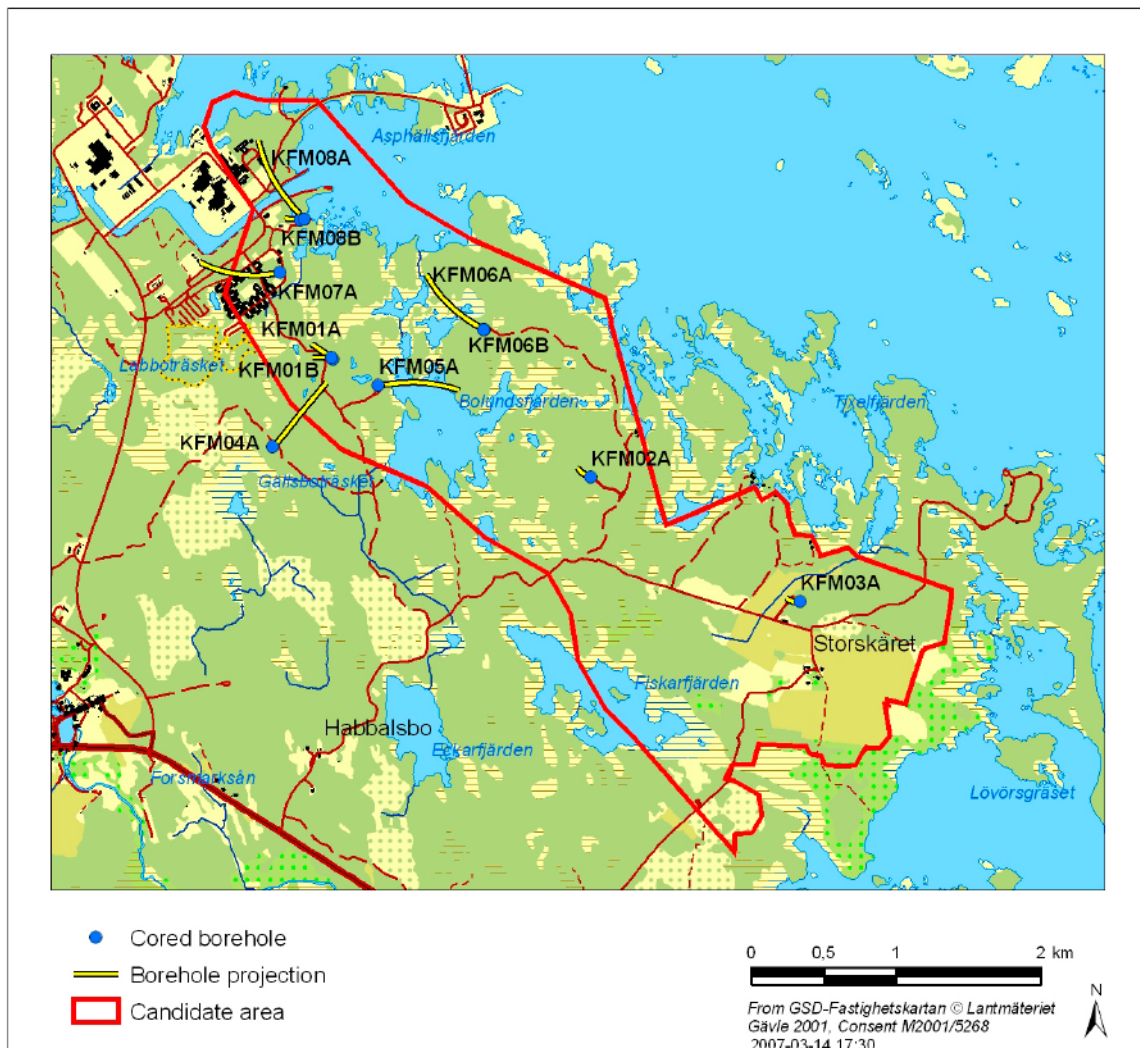 Asphällsfjärden
KFM08A
KFM08B
KFM06A
KFM07A
KFM01A
KFM06B
Labboträsket
KFM01B
KFM05A
Bolundsfjärden
Tixelfjärden
KFM04A
KFM02A
Gällsboträsket
KFM03A
Storskäret
Fiskarfjärden
Habbalsbo
Eckarfjärden
Forsmarksån
Lövörsgräset
Cored borehole
Borehole projection
Candidate area
0 0,5 1 2 km
From GSD-Fastighetskartan © Lantmäteriet
Gävle 2001, Consent M2001/5268
2007-03-14 17:30
N